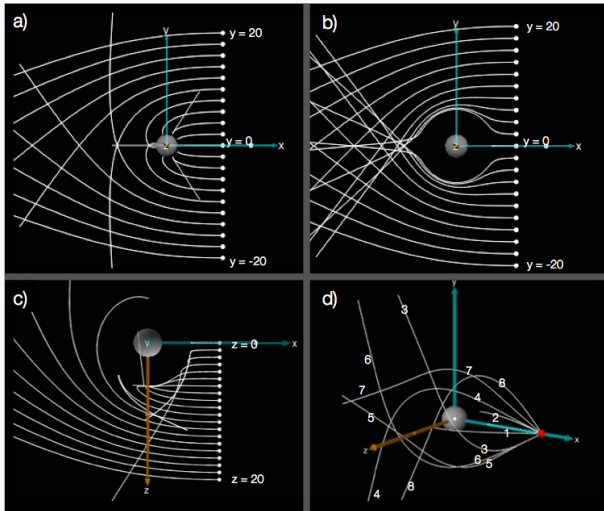 a)
y
y = 20
z
y = 0
x
y = -20
b)
y
y = 20
z
y = 0
x
y = -20
c)
y
z = 0
x
z = 20
z
d)
y
3
6
7
7
8
4
5
2
1
z
3
x
6
5
4
8